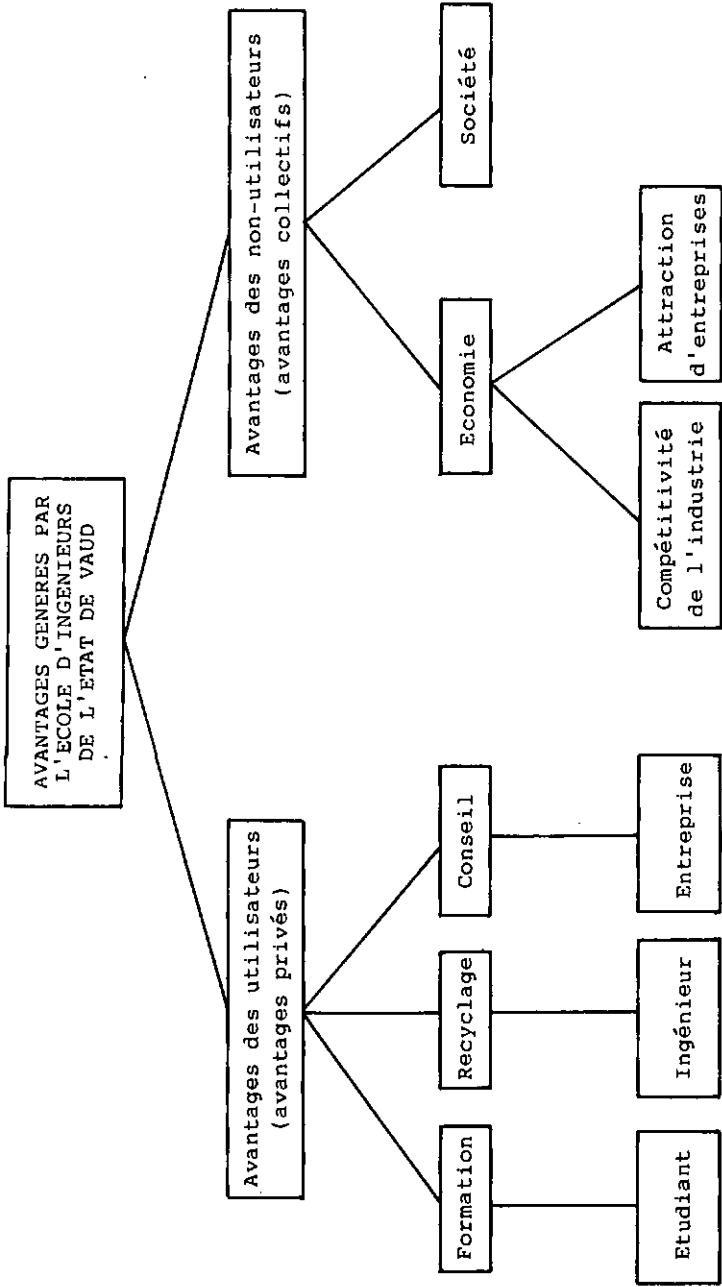 AVANTAGES GENERES PAR
L'ECOLE D'INGENIEURS
DE L'ETAT DE VAUD
Avantages des utilisateurs
(avantages privés)
Avantages des non-utilisateurs
(avantages collectifs)
Formation
Recyclage
Conseil
Economie
Société
Etudiant
Ingénieur
Entreprise
Compétitivité
de l'industrie
Attraction
d'entreprises